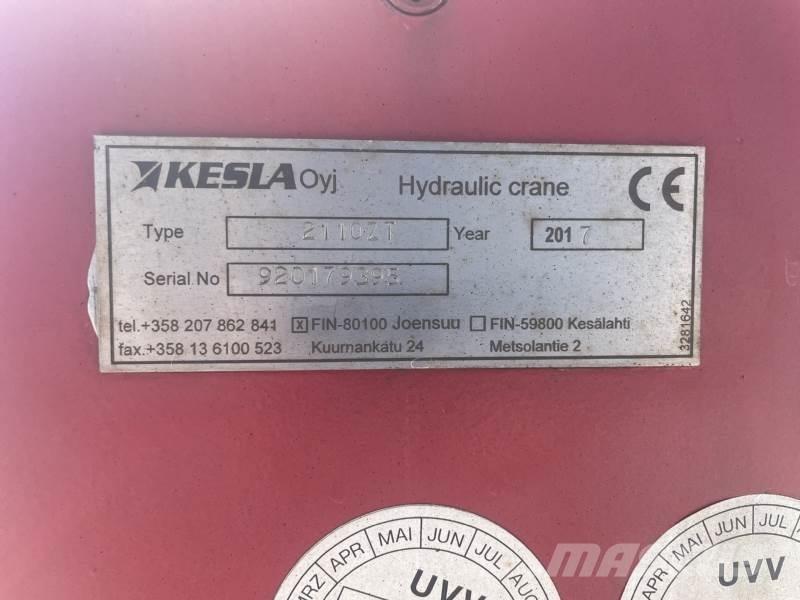 KESLA Oyj Hydraulic crane CE
Type 2110ZT Year 2017
Serial No 920179395
tel.+358 207 862 841 x FIN-80100 Joensuu FIN-59800 Kesälahti
fax.+358 13 6100 523 Kuurnankatu 24 Metsolantie 2
3281642
MRZ APR MAI JUN JUL AUG
UVV
APR MAI JUN JUL
UVV